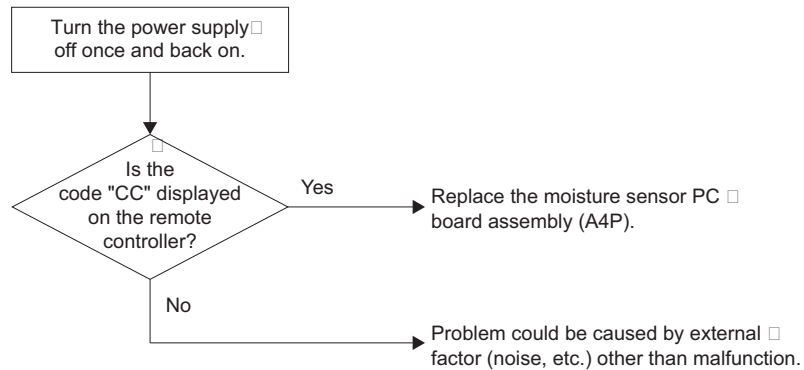 Turn the power supply
off once and back on.
Is the
code "CC" displayed
on the remote
controller?
Yes
Replace the moisture sensor PC
board assembly (A4P).
No
Problem could be caused by external
factor (noise, etc.) other than malfunction.